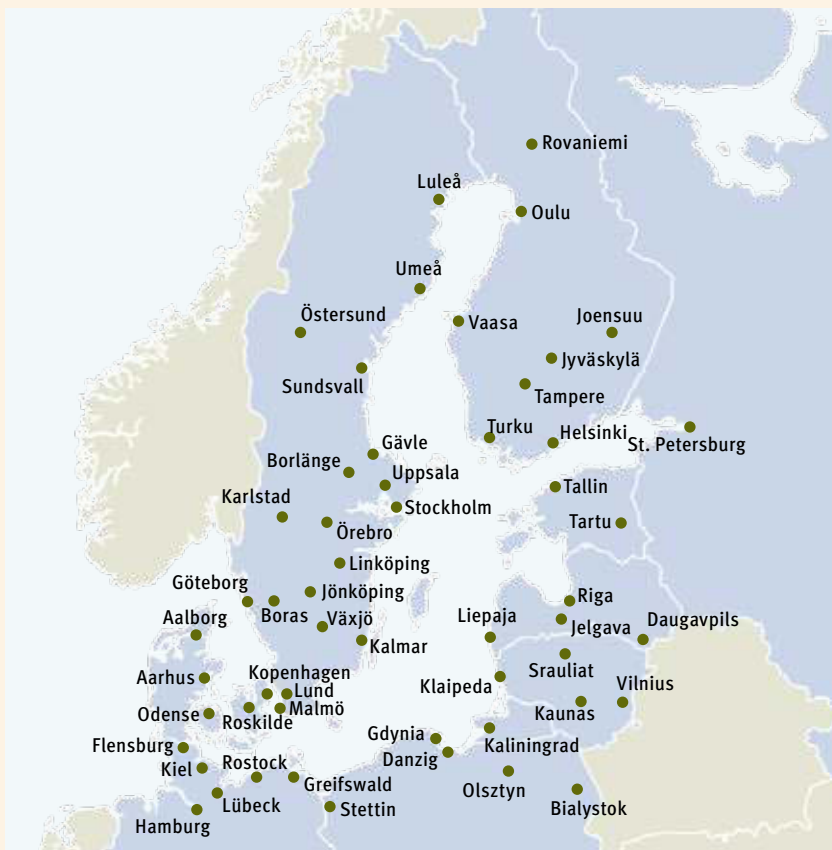 Rovaniemi
Luleå
Oulu
Umeå
Östersund
Vaasa
Joensuu
Jyväskylä
Sundsvall
Tampere
Turku
Helsinki
St. Petersburg
Gävle
Borlänge
Uppsala
Tallin
Karlstad
Stockholm
Örebro
Tartu
Linköping
Göteborg
Jönköping
Riga
Aalborg
Boras
Växjö
Liepaja
Jelgava
Daugavpils
Kalmar
Srauliat
Aarhus
Kopenhagen
Lund
Klaipeda
Vilnius
Odense
Roskilde
Malmö
Kaunas
Gdynia
Kaliningrad
Flensburg
Danzig
Kiel
Rostock
Greifswald
Olsztyn
Bialystok
Lübeck
Stettin
Hamburg